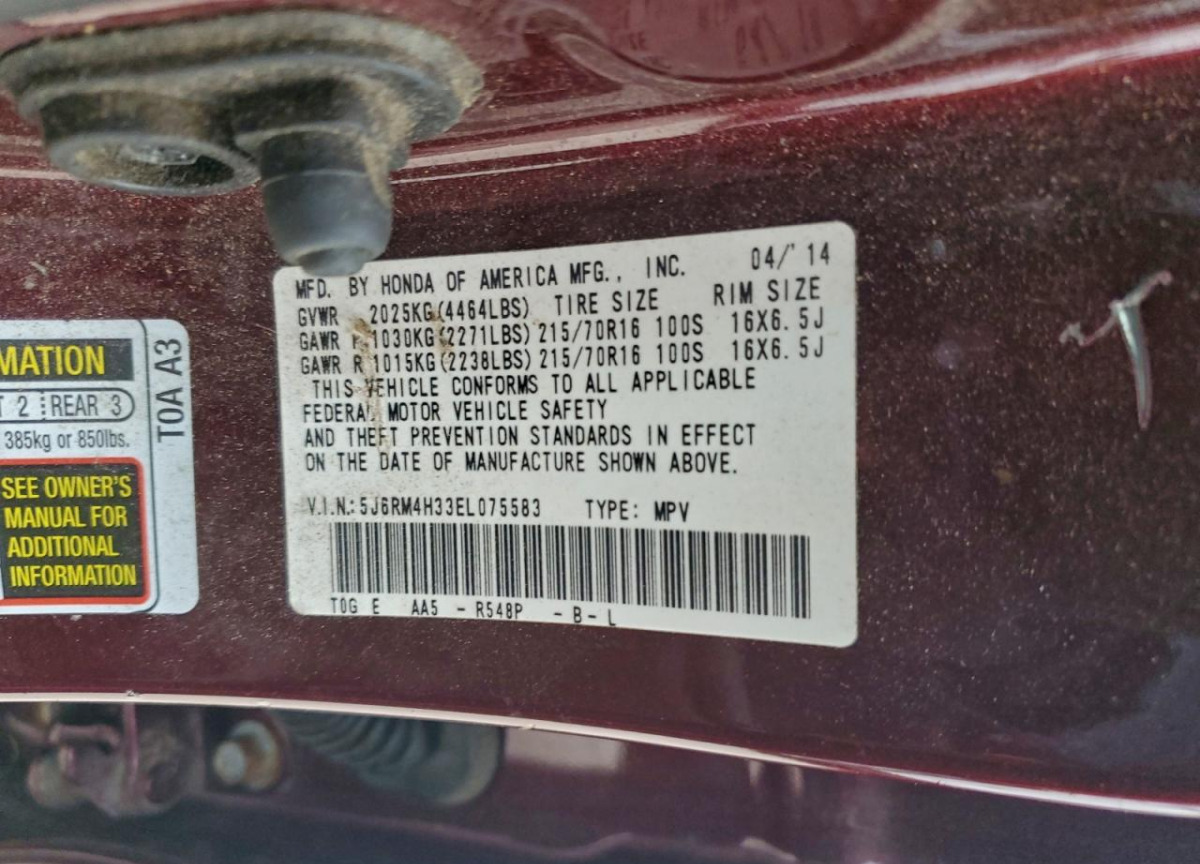 MFD. BY HONDA OF AMERICA MFG., INC. 04/'14
GVWR 2025KG(4464LBS) TIRE SIZE RIM SIZE
GAWR F 1030KG(2271LBS) 215/70R16 100S 16X6.5J
GAWR R 1015KG(2238LBS) 215/70R16 100S 16X6.5J
THIS VEHICLE CONFORMS TO ALL APPLICABLE
FEDERAL MOTOR VEHICLE SAFETY
AND THEFT PREVENTION STANDARDS IN EFFECT
ON THE DATE OF MANUFACTURE SHOWN ABOVE.
V.I.N.: 5J6RM4H33EL075583 TYPE: MPV
T0G E AA5 - R548P - B - L
MATION
T 2 REAR 3
385kg or 850lbs.
SEE OWNER'S
MANUAL FOR
ADDITIONAL
INFORMATION
T0A A3